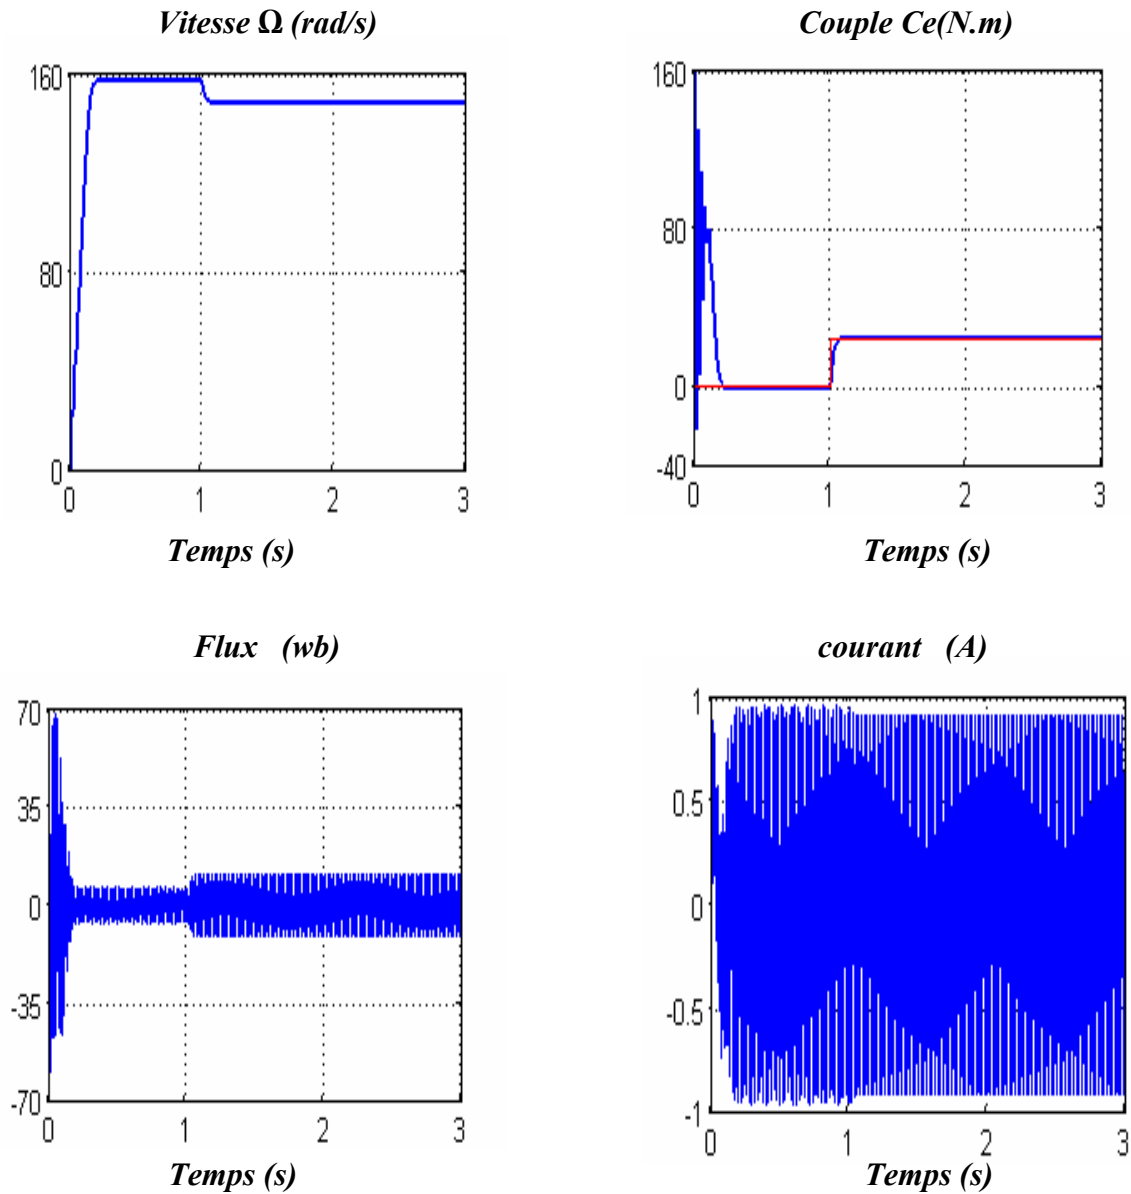 Vitesse Ω (rad/s)
Couple Ce(N.m)
160
80
0
0 1 2 3
Temps (s)
160
80
0
-40
0 1 2 3
Temps (s)
Flux (wb)
courant (A)
70
35
0
-35
-70
0 1 2 3
Temps (s)
1
0.5
0
-0.5
-1
0 1 2 3
Temps (s)